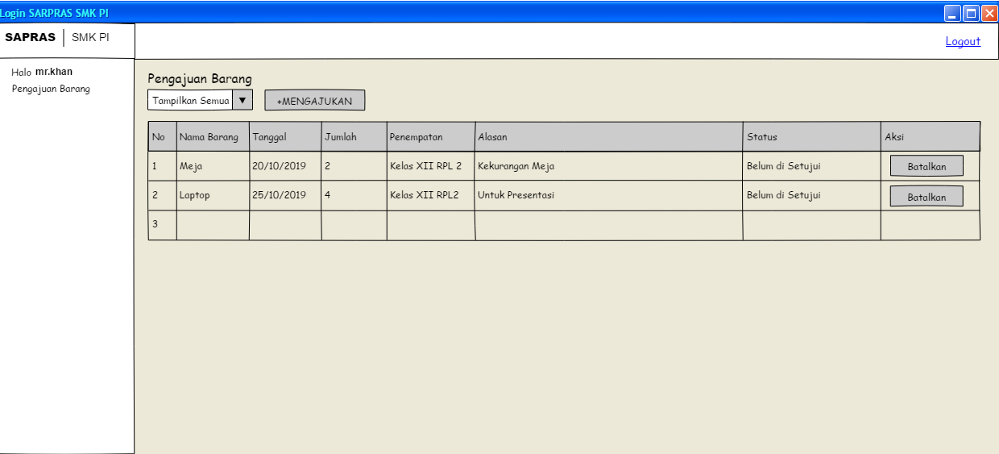 Login SARPRAS SMK PI
SAPRAS SMK PI
Logout
Halo mr.khan
Pengajuan Barang
Pengajuan Barang
Tampilkan Semua
+MENGAJUKAN
No Nama Barang Tanggal Jumlah Penempatan Alasan Status Aksi
1 Meja 20/10/2019 2 Kelas XII RPL 2 Kekurangan Meja Belum di Setujui Batalkan
2 Laptop 25/10/2019 4 Kelas XII RPL2 Untuk Presentasi Belum di Setujui Batalkan
3